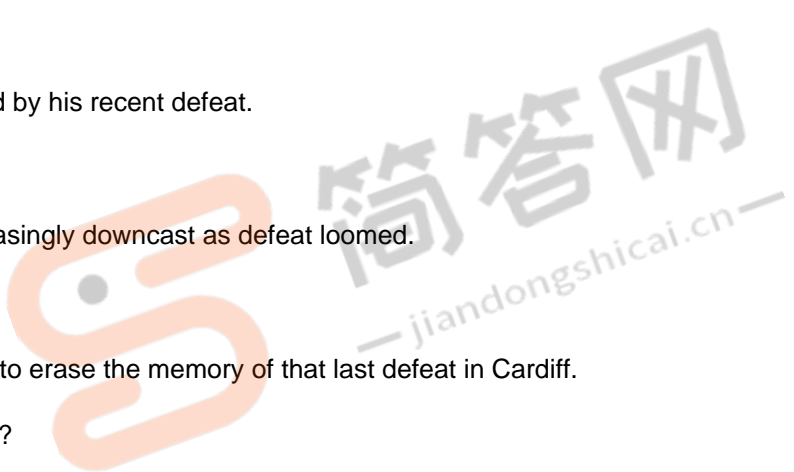 d by his recent defeat.
简答网
asingly downcast as defeat loomed.
jiandongshicai.cn
to erase the memory of that last defeat in Cardiff.
?